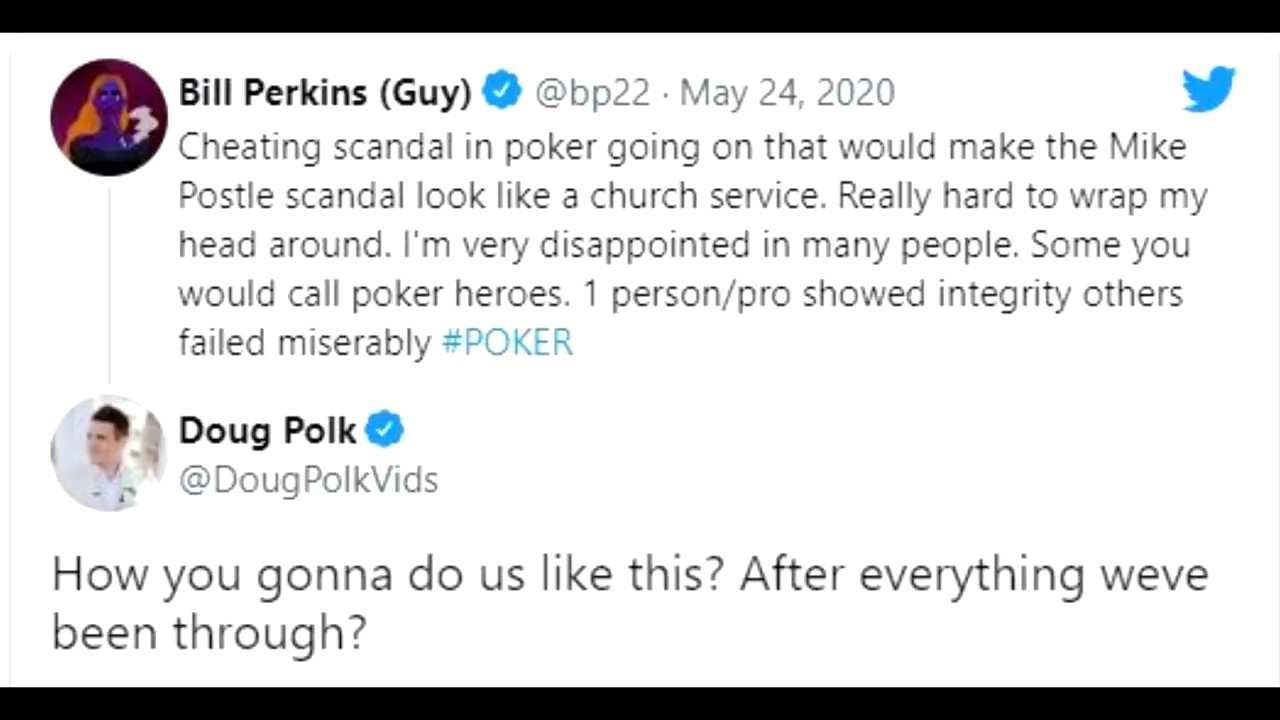 Bill Perkins (Guy) @bp22 · May 24, 2020
Cheating scandal in poker going on that would make the Mike
Postle scandal look like a church service. Really hard to wrap my
head around. I'm very disappointed in many people. Some you
would call poker heroes. 1 person/pro showed integrity others
failed miserably #POKER
Doug Polk
@DougPolkVids
How you gonna do us like this? After everything weve
been through?